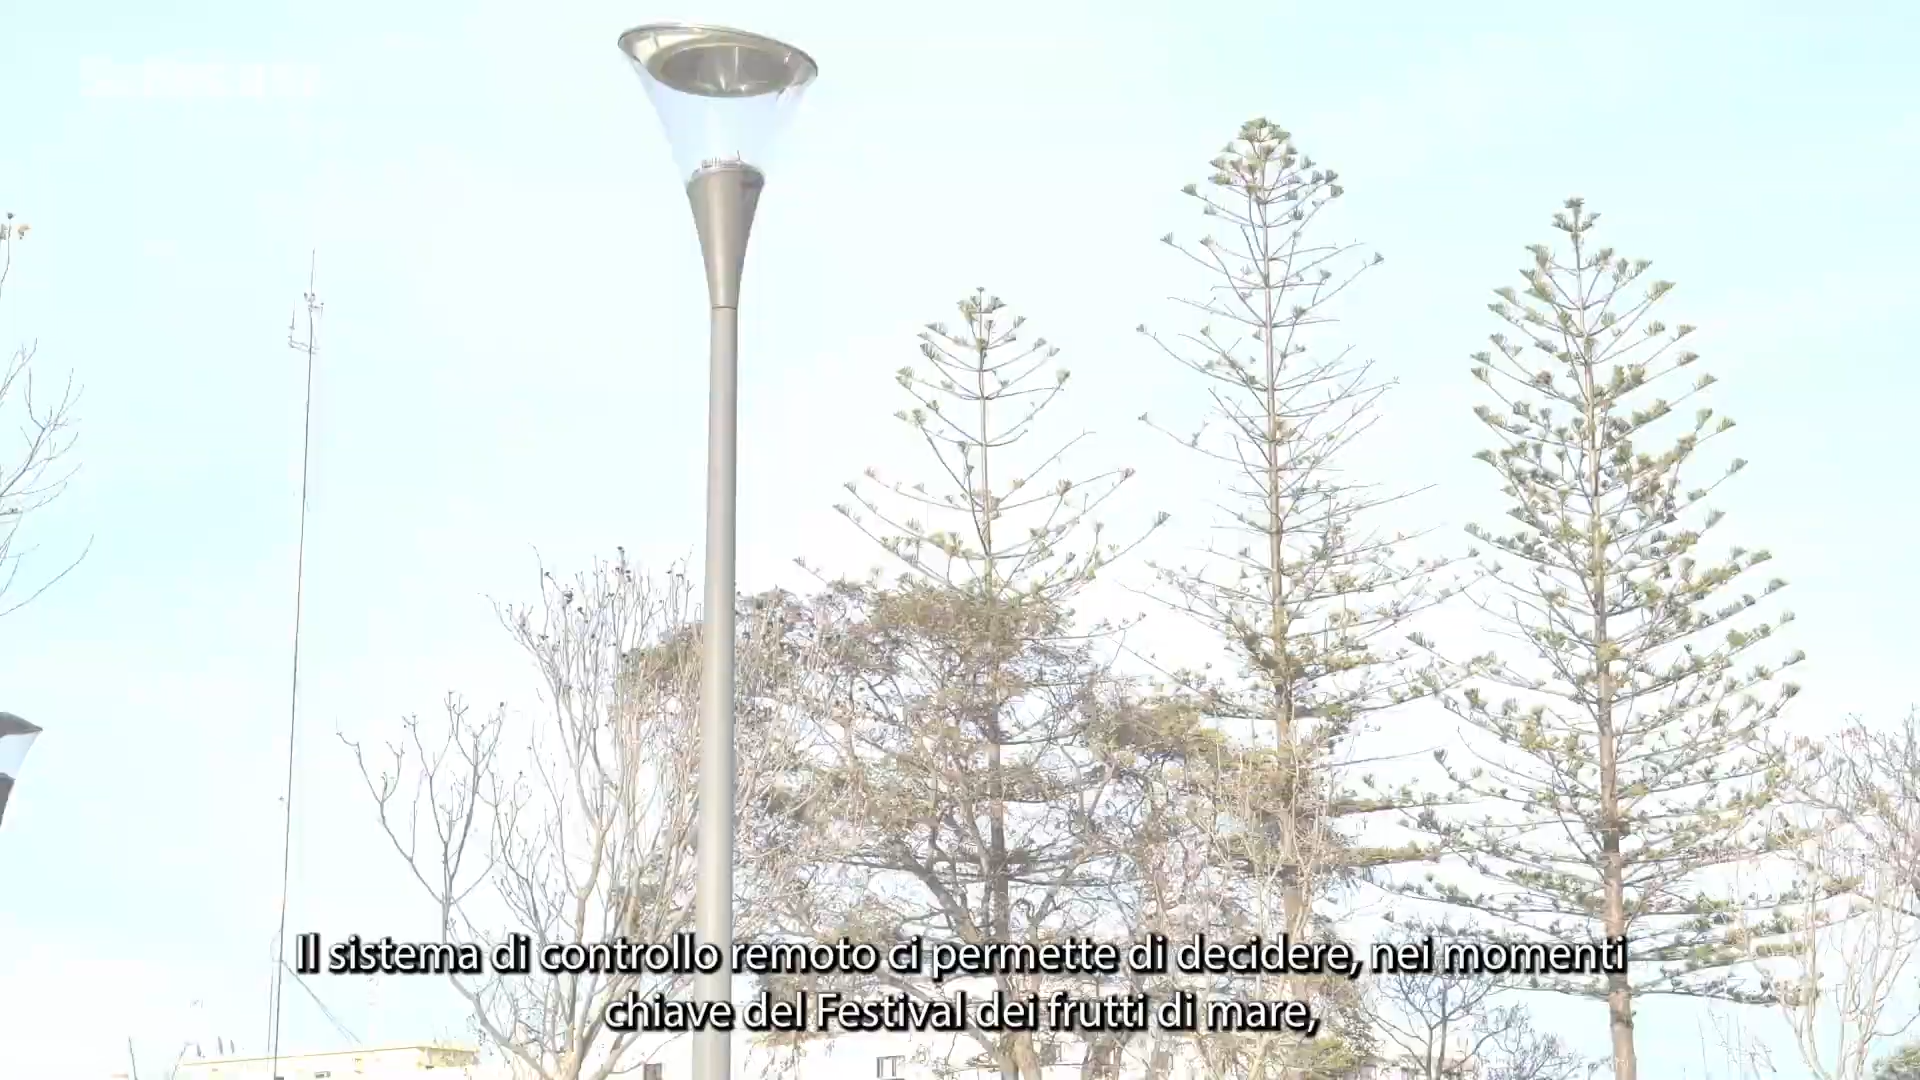 Il sistema di controllo remoto ci permette di decidere, nei momenti
chiave del Festival dei frutti di mare,